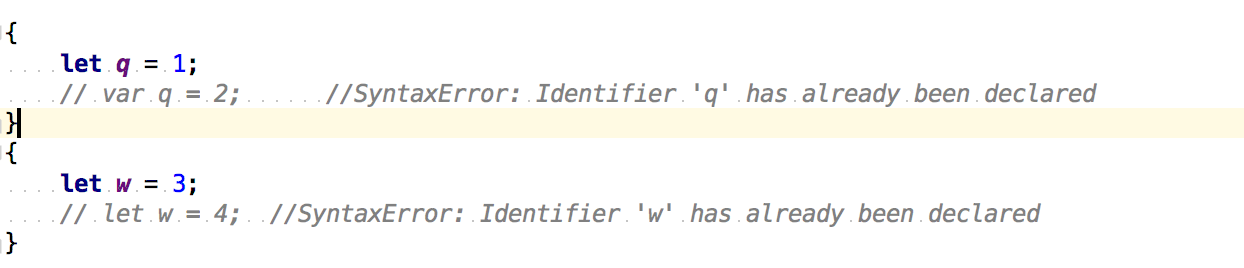 {
    let q = 1;
    // var q = 2;      //SyntaxError: Identifier 'q' has already been declared
}
{
    let w = 3;
    // let w = 4;  //SyntaxError: Identifier 'w' has already been declared
}